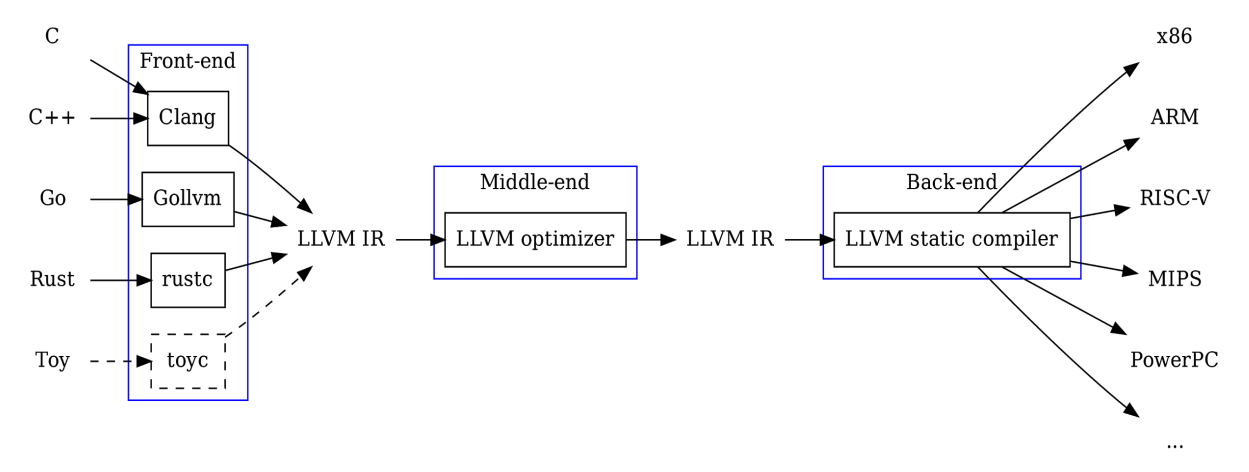 C
C++
Go
Rust
Toy
Front-end
Clang
Gollvm
rustc
toyc
LLVM IR
Middle-end
LLVM optimizer
LLVM IR
Back-end
LLVM static compiler
x86
ARM
RISC-V
MIPS
PowerPC
...